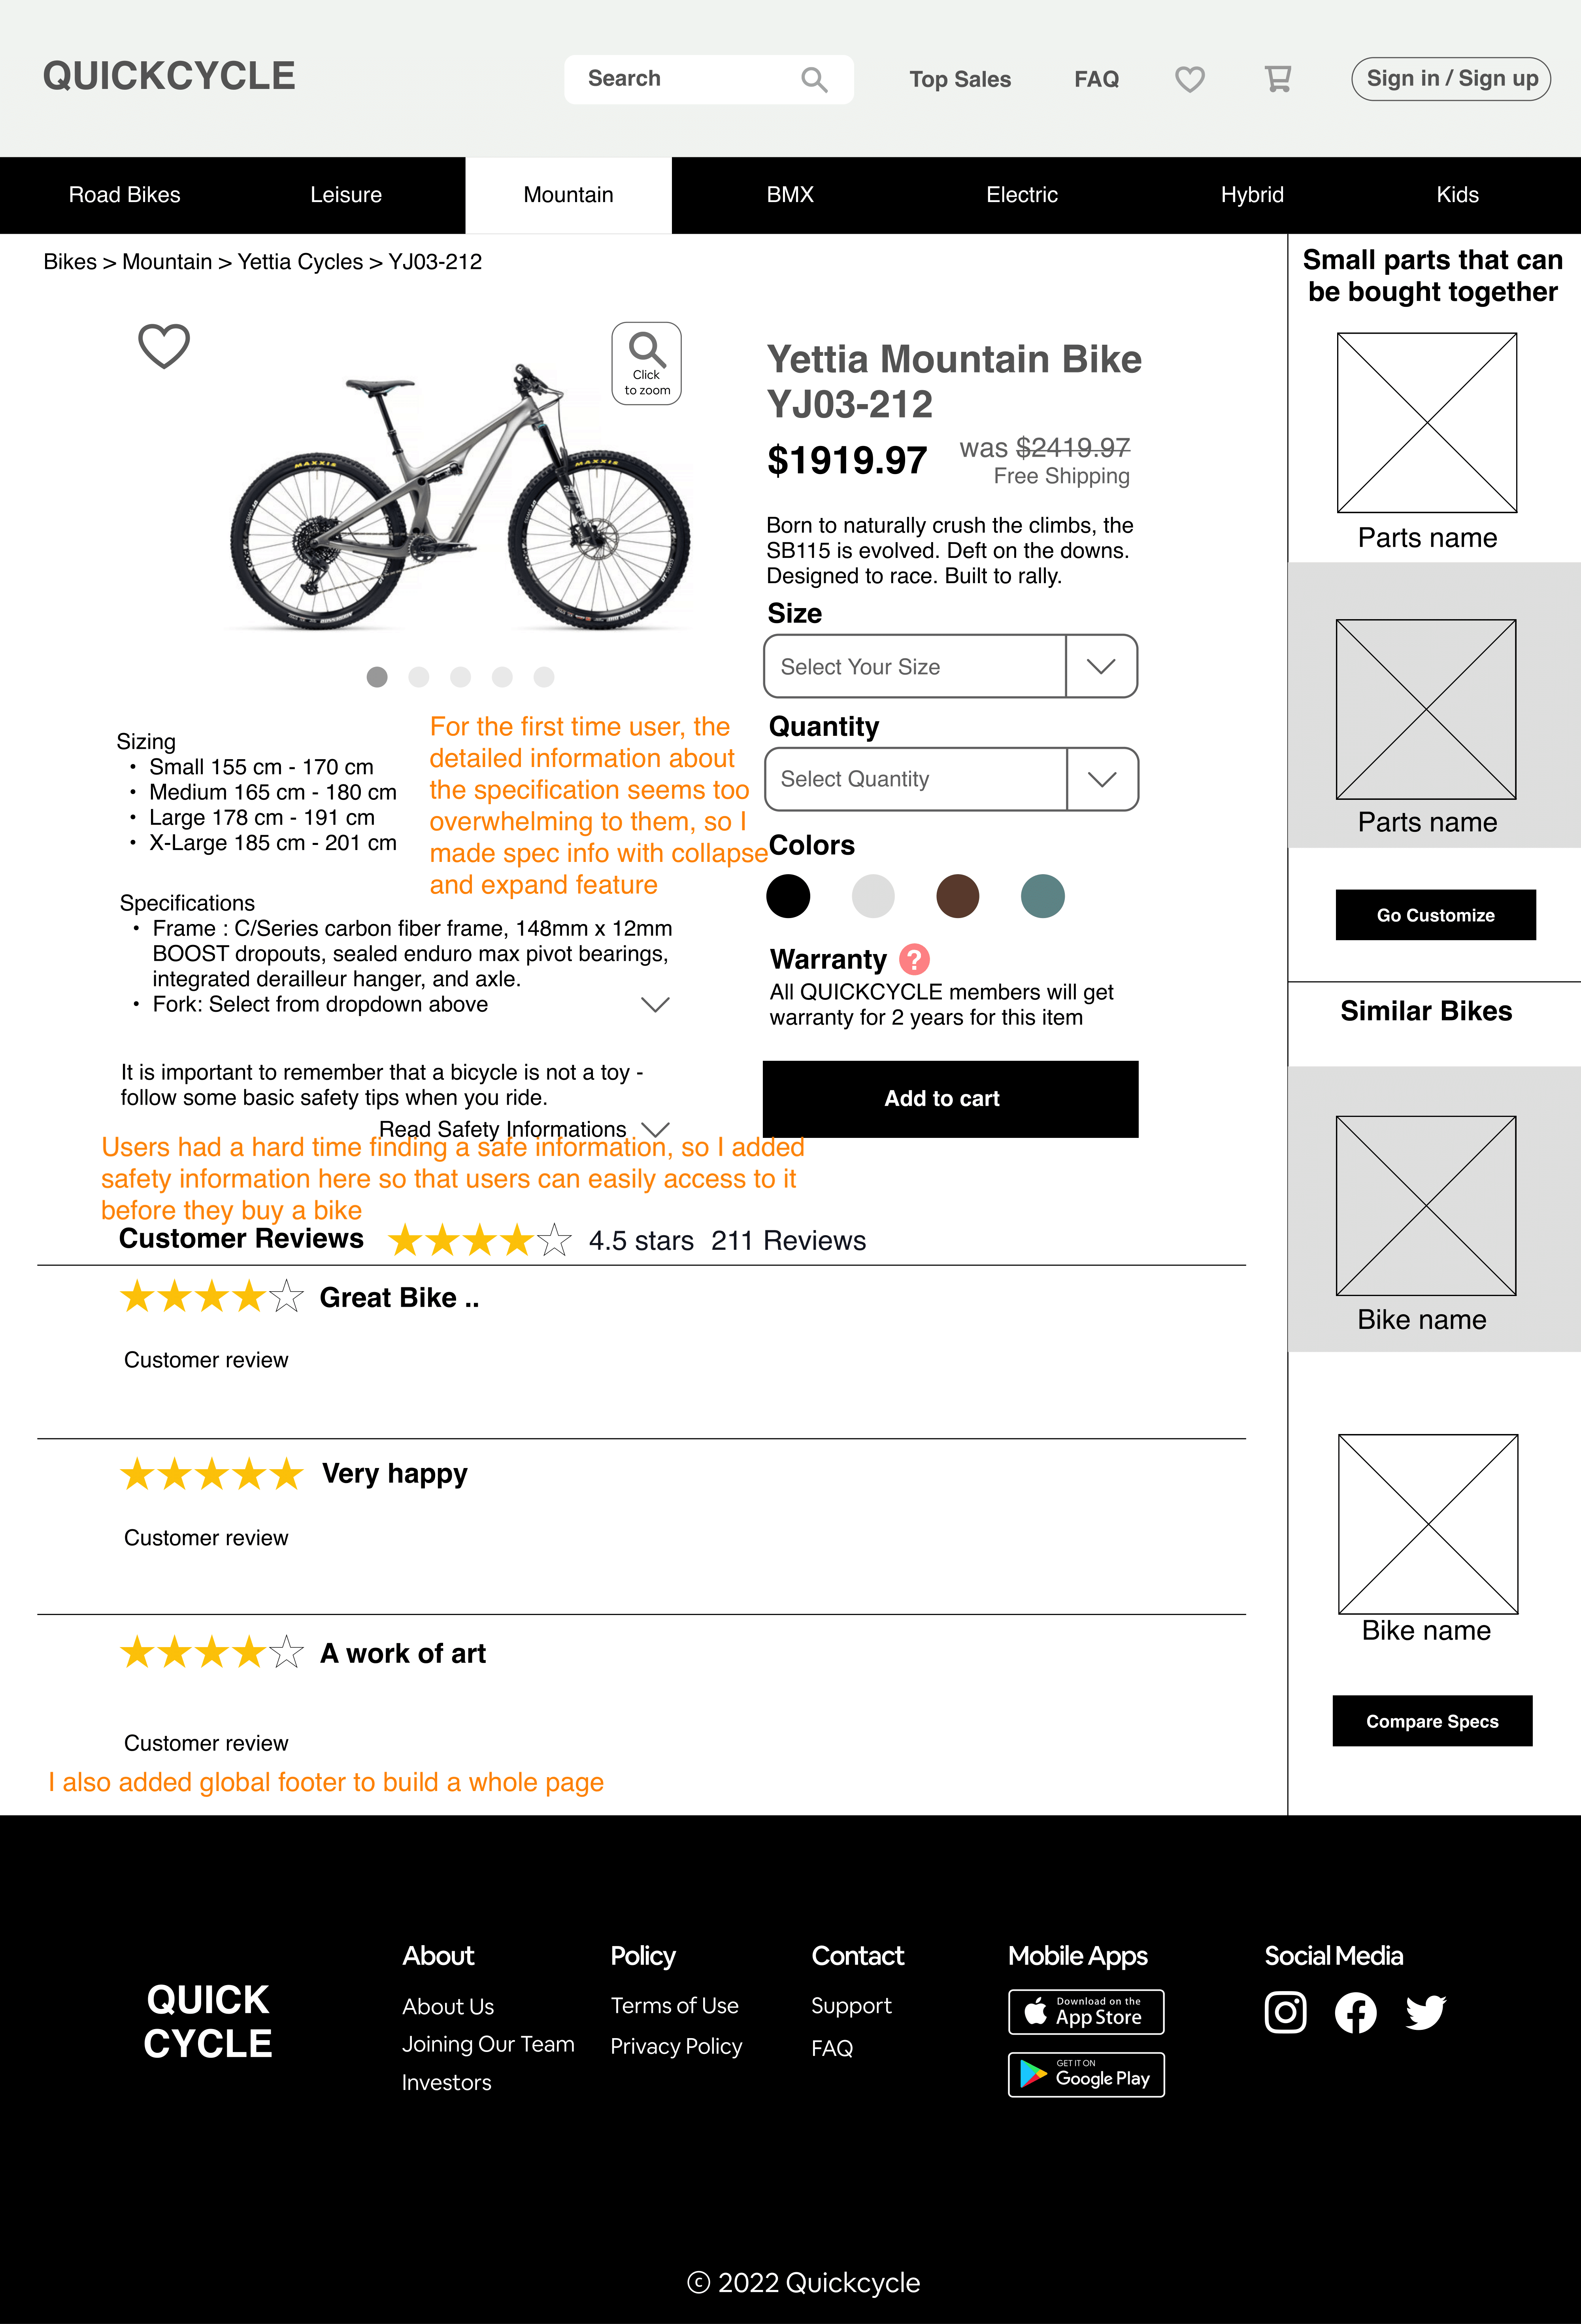 QUICKCYCLE
Search
Top Sales
FAQ
Sign in / Sign up
Road Bikes
Leisure
Mountain
BMX
Electric
Hybrid
Kids
Bikes > Mountain > Yettia Cycles > YJ03-212
Click
to zoom
MAXXIS
MAXXIS
Yettia Mountain Bike
YJ03-212
$1919.97
was $2419.97
Free Shipping
Born to naturally crush the climbs, the
SB115 is evolved. Deft on the downs.
Designed to race. Built to rally.
Size
Select Your Size
Quantity
Select Quantity
Colors
Warranty ?
All QUICKCYCLE members will get
warranty for 2 years for this item
Add to cart
Sizing
• Small 155 cm - 170 cm
• Medium 165 cm - 180 cm
• Large 178 cm - 191 cm
• X-Large 185 cm - 201 cm
For the first time user, the
detailed information about
the specification seems too
overwhelming to them, so I
made spec info with collapse
and expand feature
Specifications
• Frame : C/Series carbon fiber frame, 148mm x 12mm
BOOST dropouts, sealed enduro max pivot bearings,
integrated derailleur hanger, and axle.
• Fork: Select from dropdown above
It is important to remember that a bicycle is not a toy -
follow some basic safety tips when you ride.
Read Safety Informations
Users had a hard time finding a safe information, so I added
safety information here so that users can easily access to it
before they buy a bike
Customer Reviews
4.5 stars 211 Reviews
Great Bike ..
Customer review
Very happy
Customer review
A work of art
Customer review
I also added global footer to build a whole page
Small parts that can
be bought together
Parts name
Parts name
Go Customize
Similar Bikes
Bike name
Bike name
Compare Specs
QUICK
CYCLE
About
About Us
Joining Our Team
Investors
Policy
Terms of Use
Privacy Policy
Contact
Support
FAQ
Mobile Apps
Download on the
App Store
GET IT ON
Google Play
Social Media
© 2022 Quickcycle